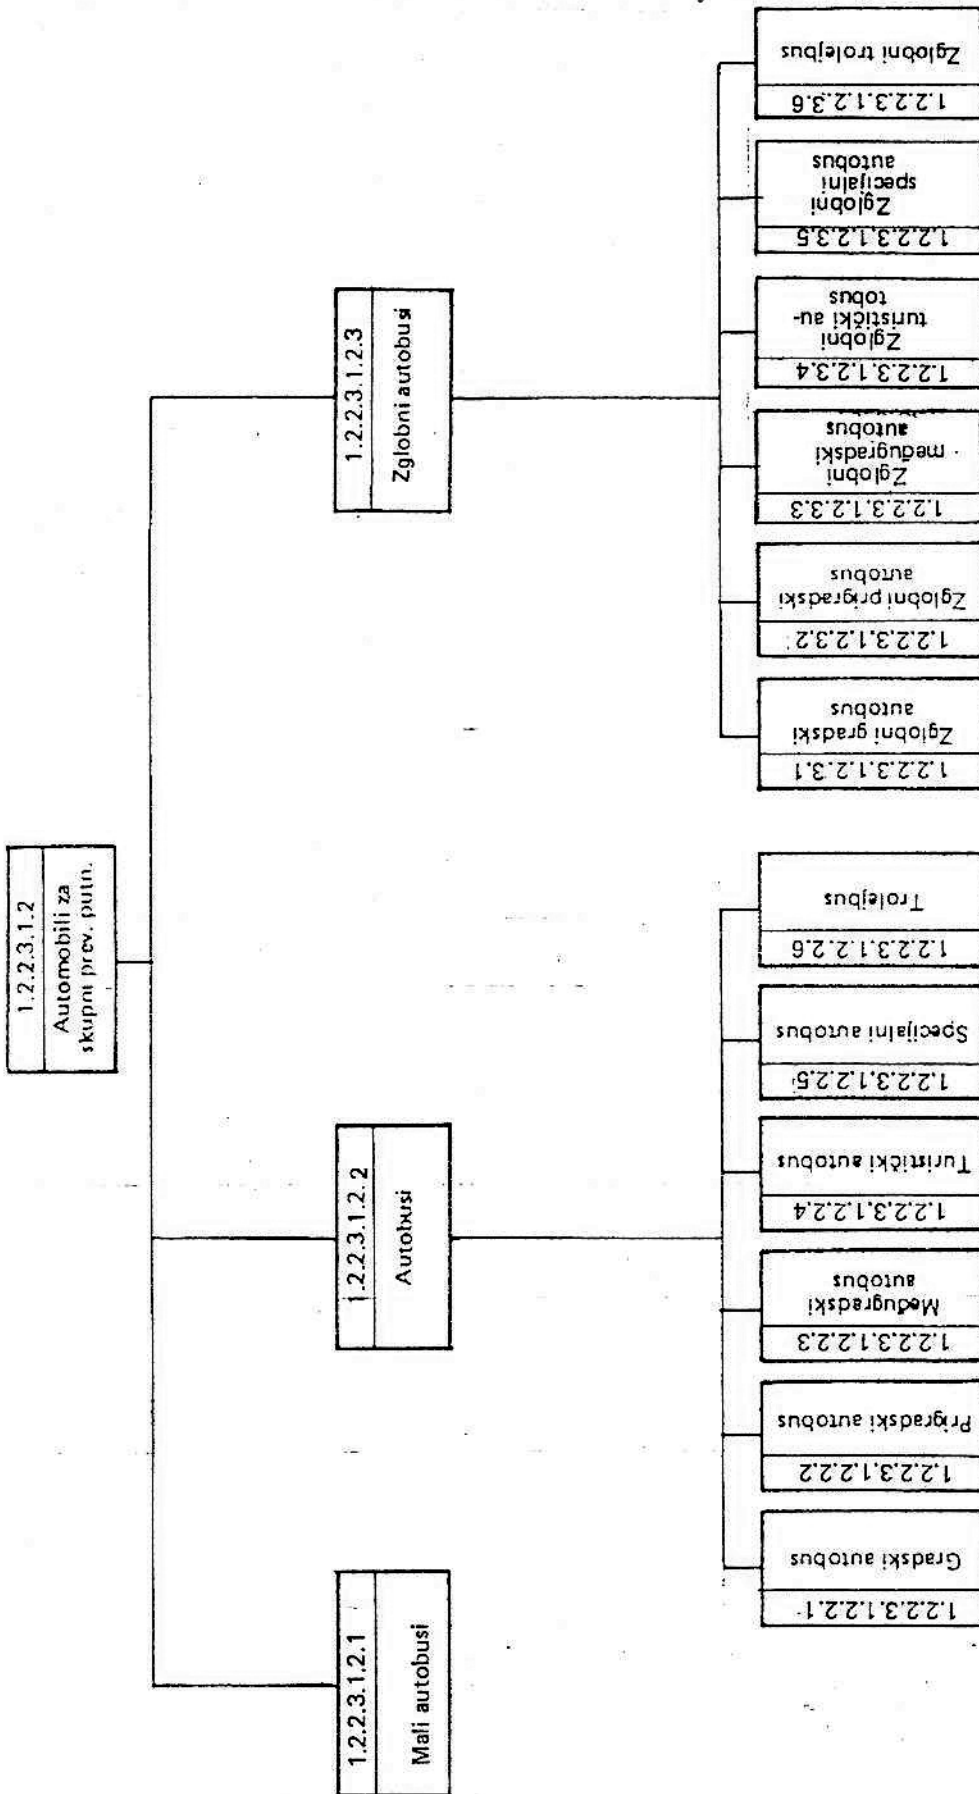 1.2.2.3.1.2
Automobili za
skupni prev. putn.
1.2.2.3.1.2.1
Mali autobusi
1.2.2.3.1.2.2
Autobusi
1.2.2.3.1.2.3
Zglobni autobusi
1.2.2.3.1.2.2.1
Gradski autobus
1.2.2.3.1.2.2.2
Prigradski autobus
1.2.2.3.1.2.2.3
Međugradski
autobus
1.2.2.3.1.2.2.4
Turistički autobus
1.2.2.3.1.2.2.5
Specijalni autobus
1.2.2.3.1.2.2.6
Trolejbus
1.2.2.3.1.2.3.1
Zglobni gradski
autobus
1.2.2.3.1.2.3.2
Zglobni prigradski
autobus
1.2.2.3.1.2.3.3
Zglobni
međugradski
autobus
1.2.2.3.1.2.3.4
Zglobni
turistički au-
tobus
1.2.2.3.1.2.3.5
Zglobni
specijalni
autobus
1.2.2.3.1.2.3.6
Zglobni trolejbus